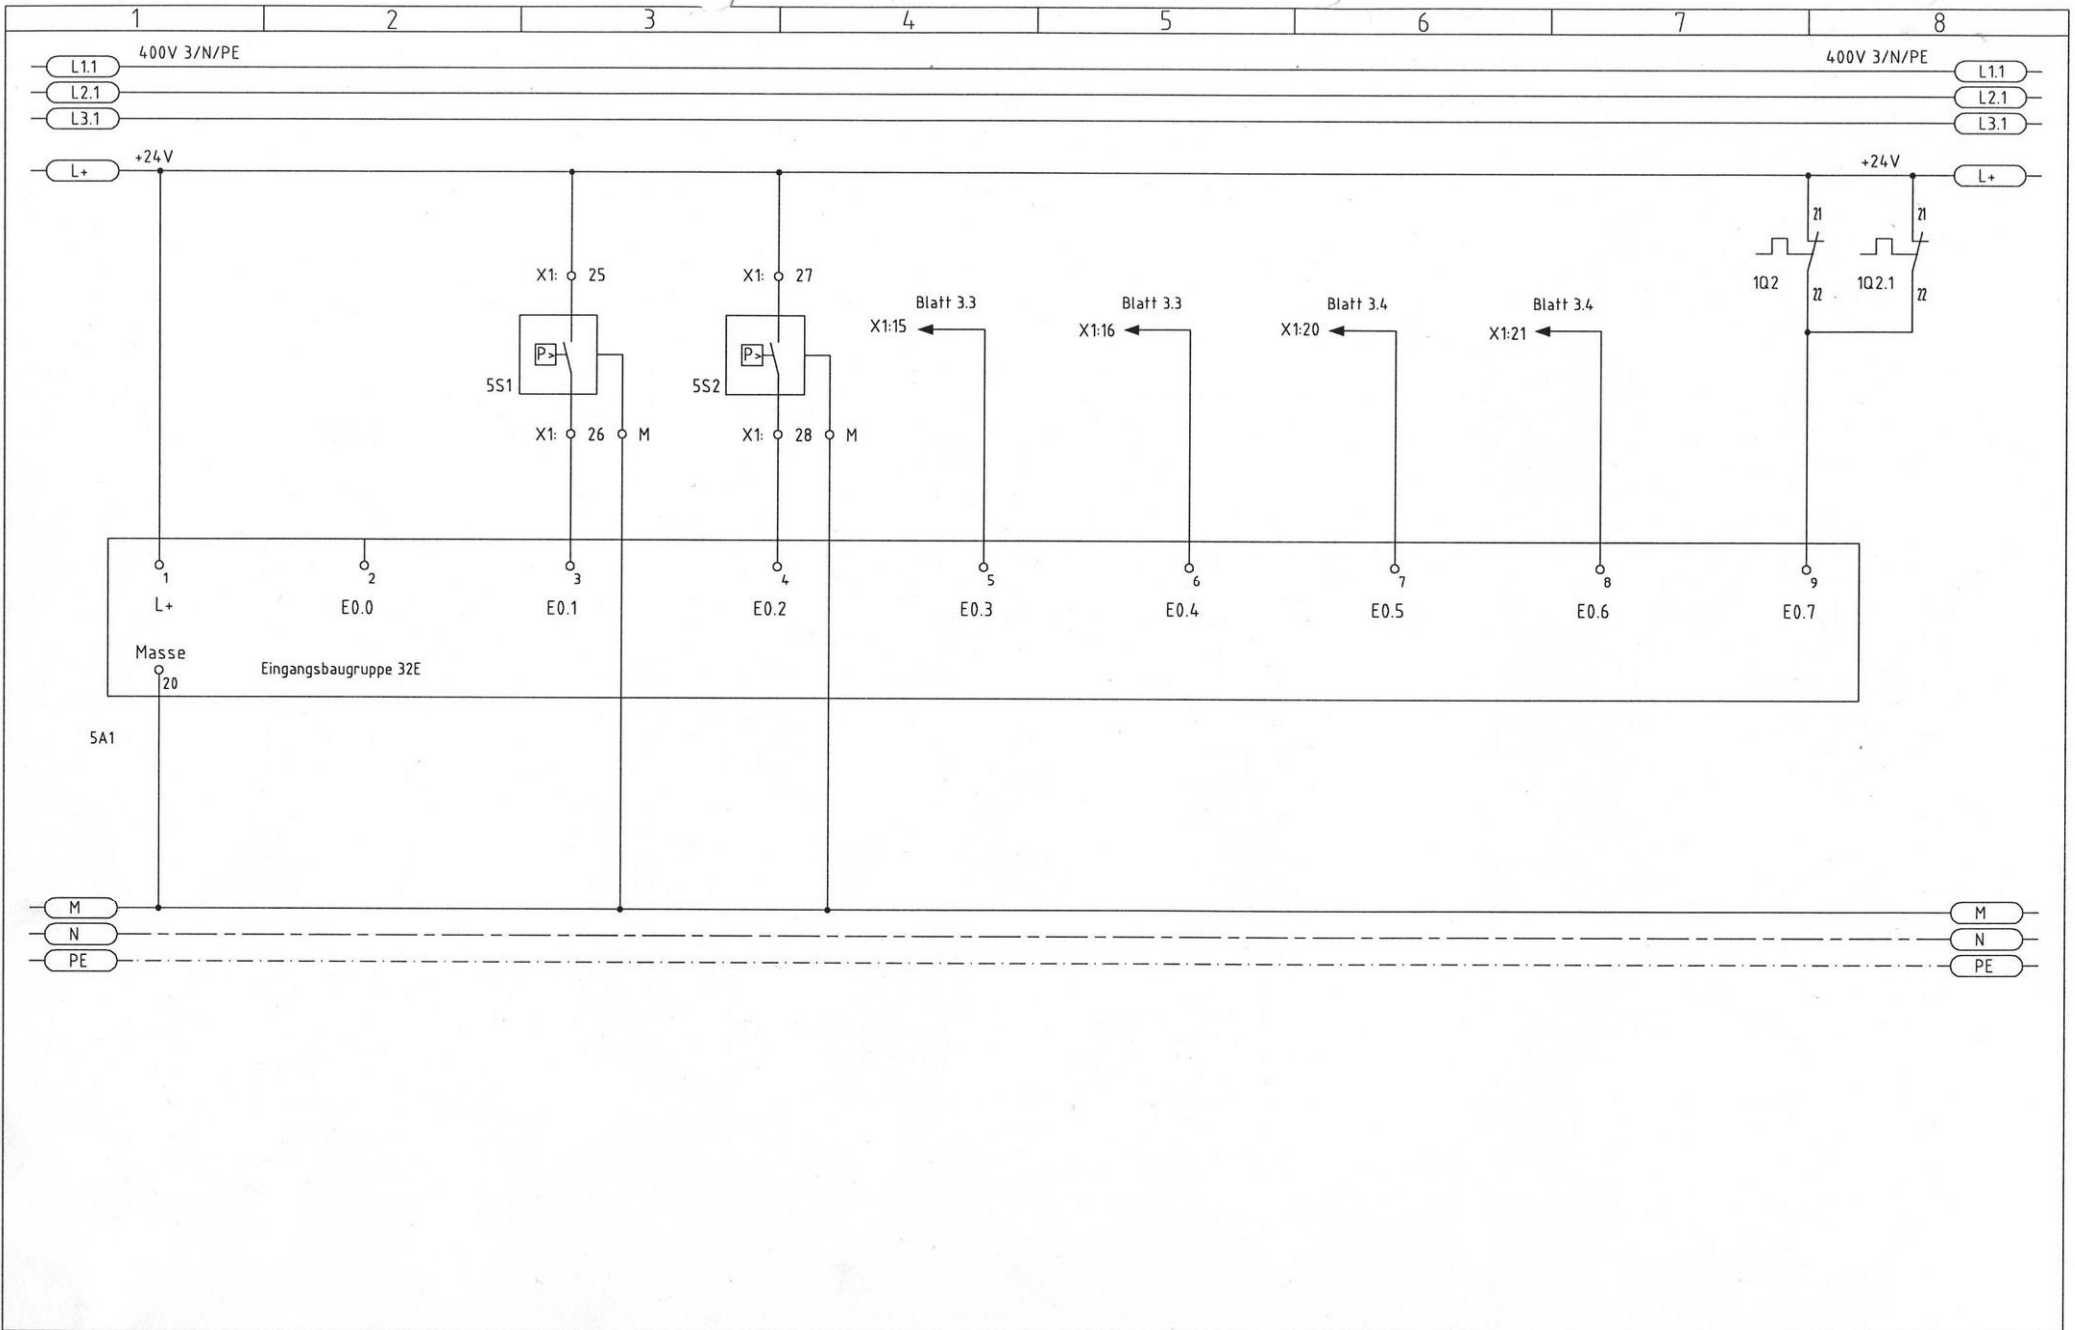 1 2 3 4 5 6 7 8
400V 3/N/PE 400V 3/N/PE
L1.1 L1.1
L2.1 L2.1
L3.1 L3.1
+24V +24V
L+ L+
21 21
1Q2 1Q2.1
22 22
X1: 25 X1: 27
Blatt 3.3 Blatt 3.3 Blatt 3.4 Blatt 3.4
X1:15 X1:16 X1:20 X1:21
P> P>
5S1 5S2
X1: 26 M X1: 28 M
1 2 3 4 5 6 7 8 9
L+ E0.0 E0.1 E0.2 E0.3 E0.4 E0.5 E0.6 E0.7
Masse
20
Eingangsbaugruppe 32E
5A1
M M
N N
PE PE